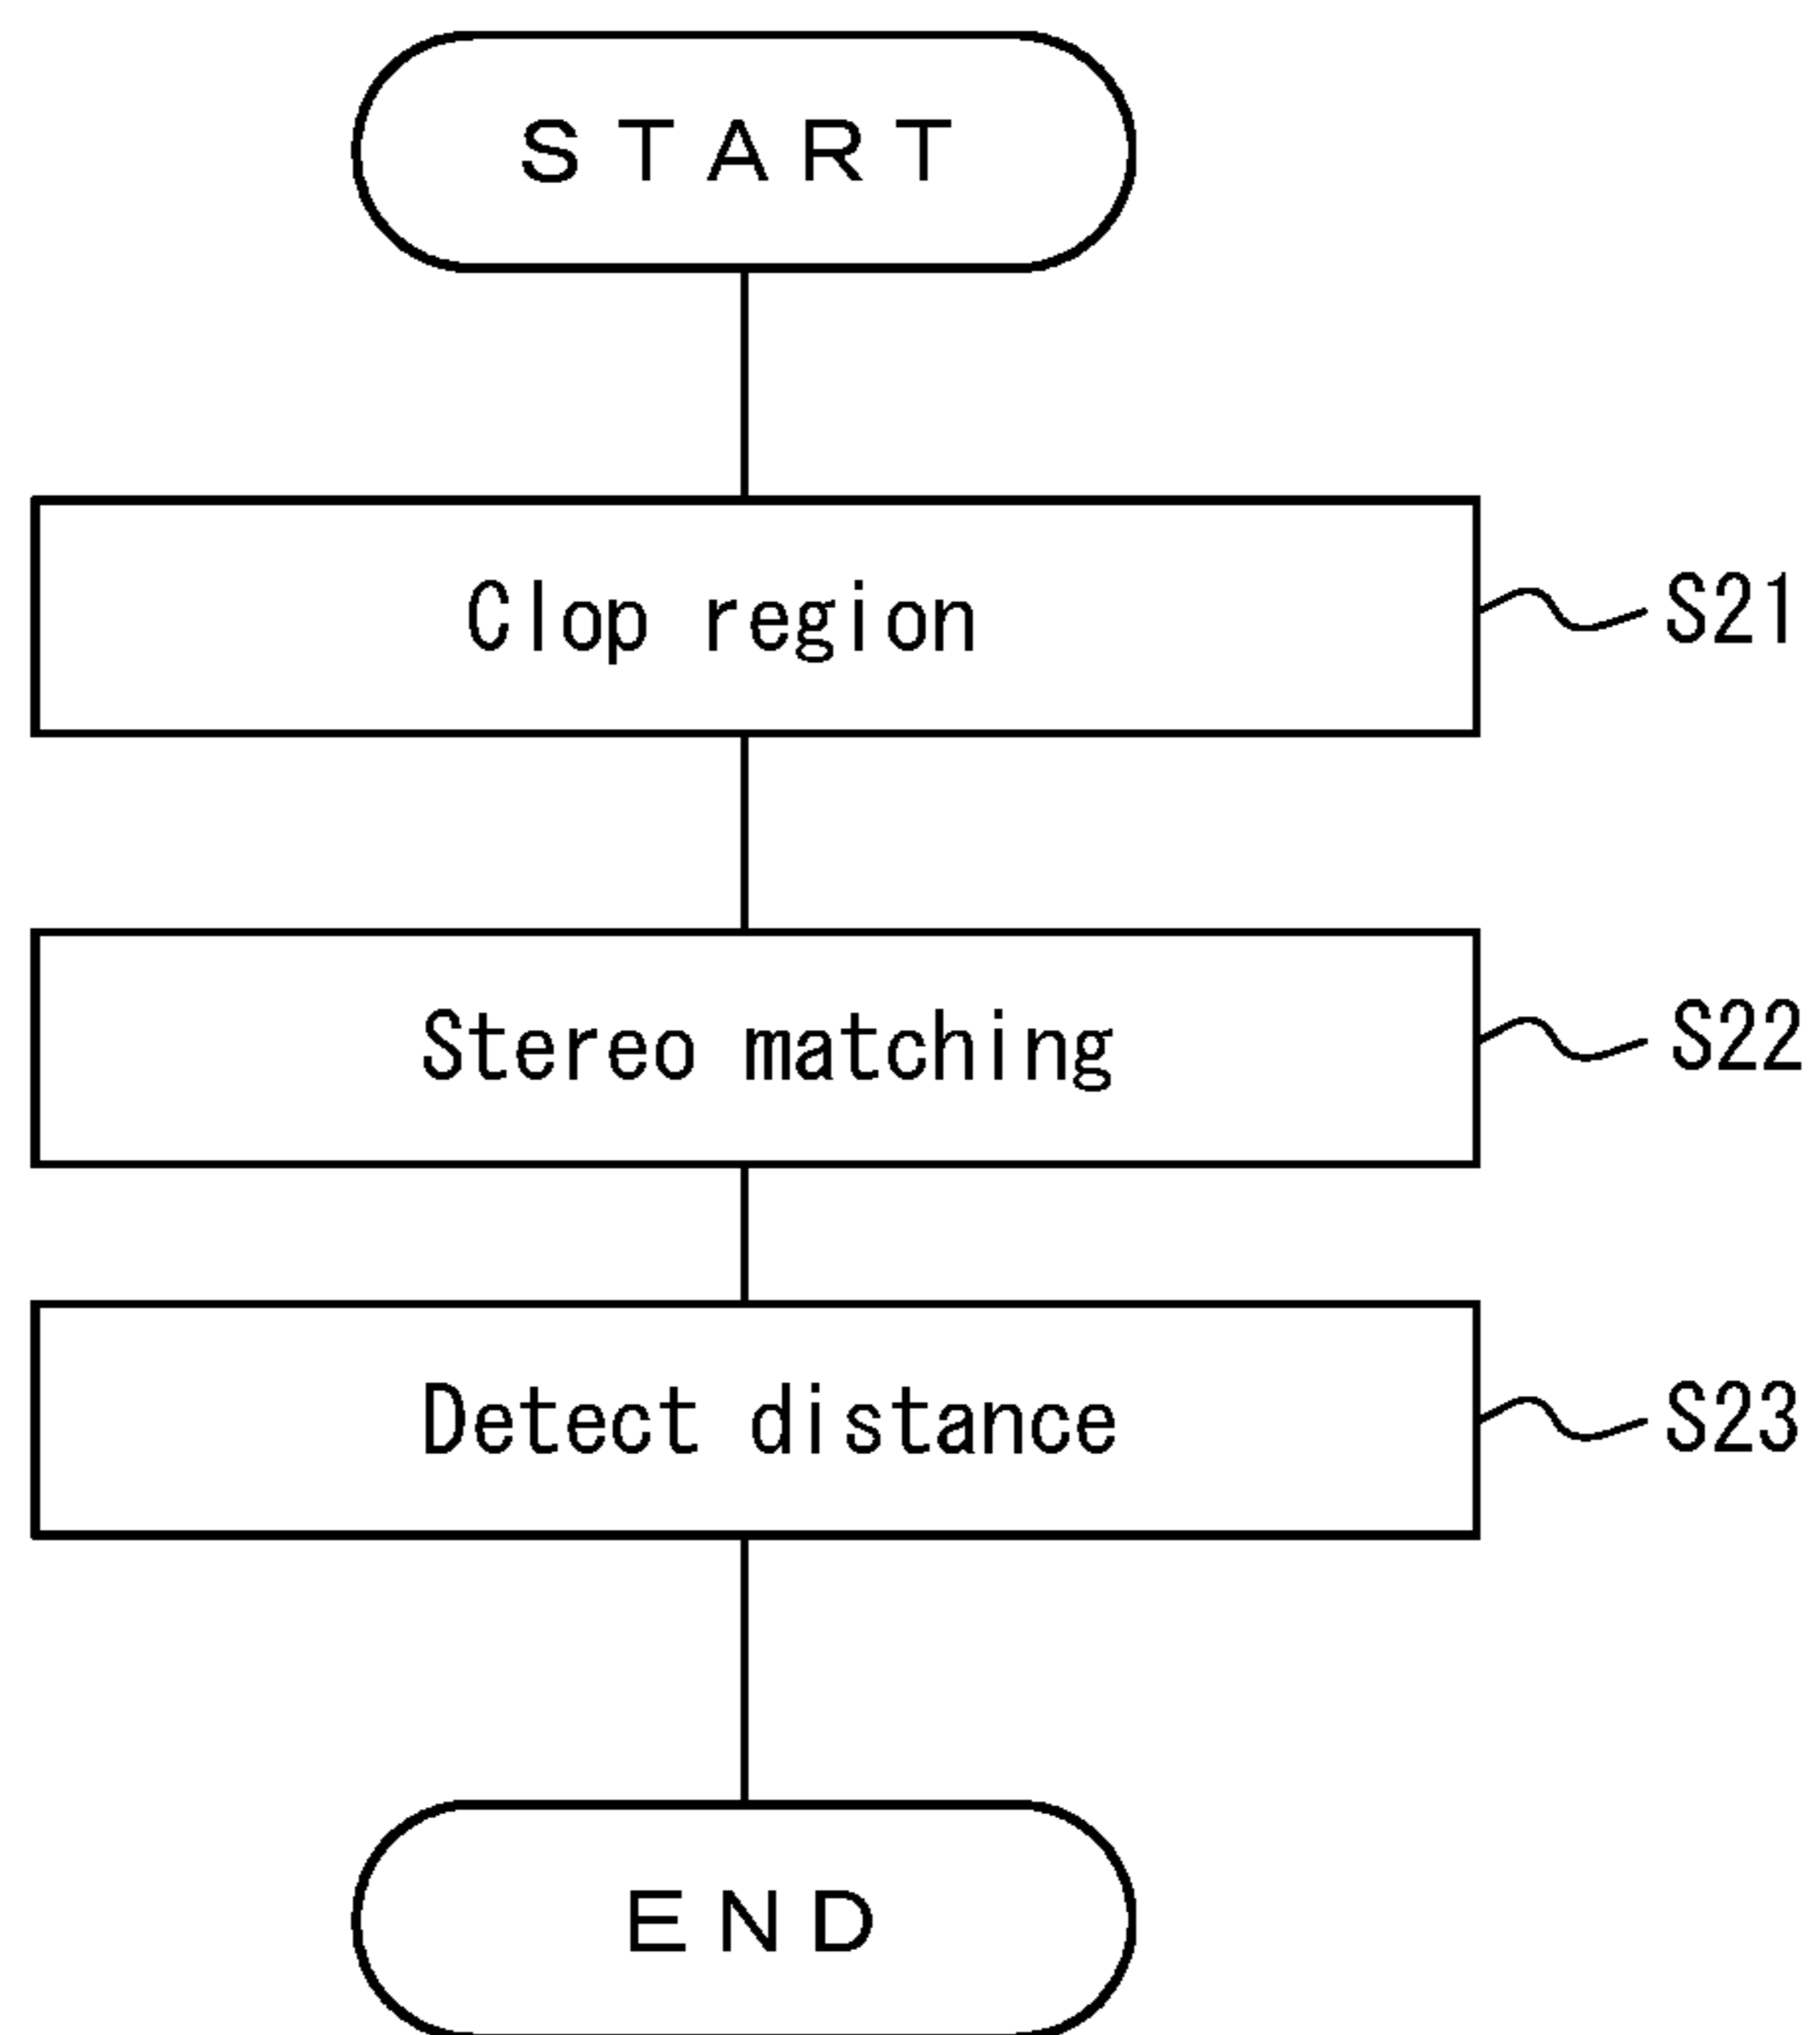 START
Clop region
S21
Stereo matching
S22
Detect distance
S23
END